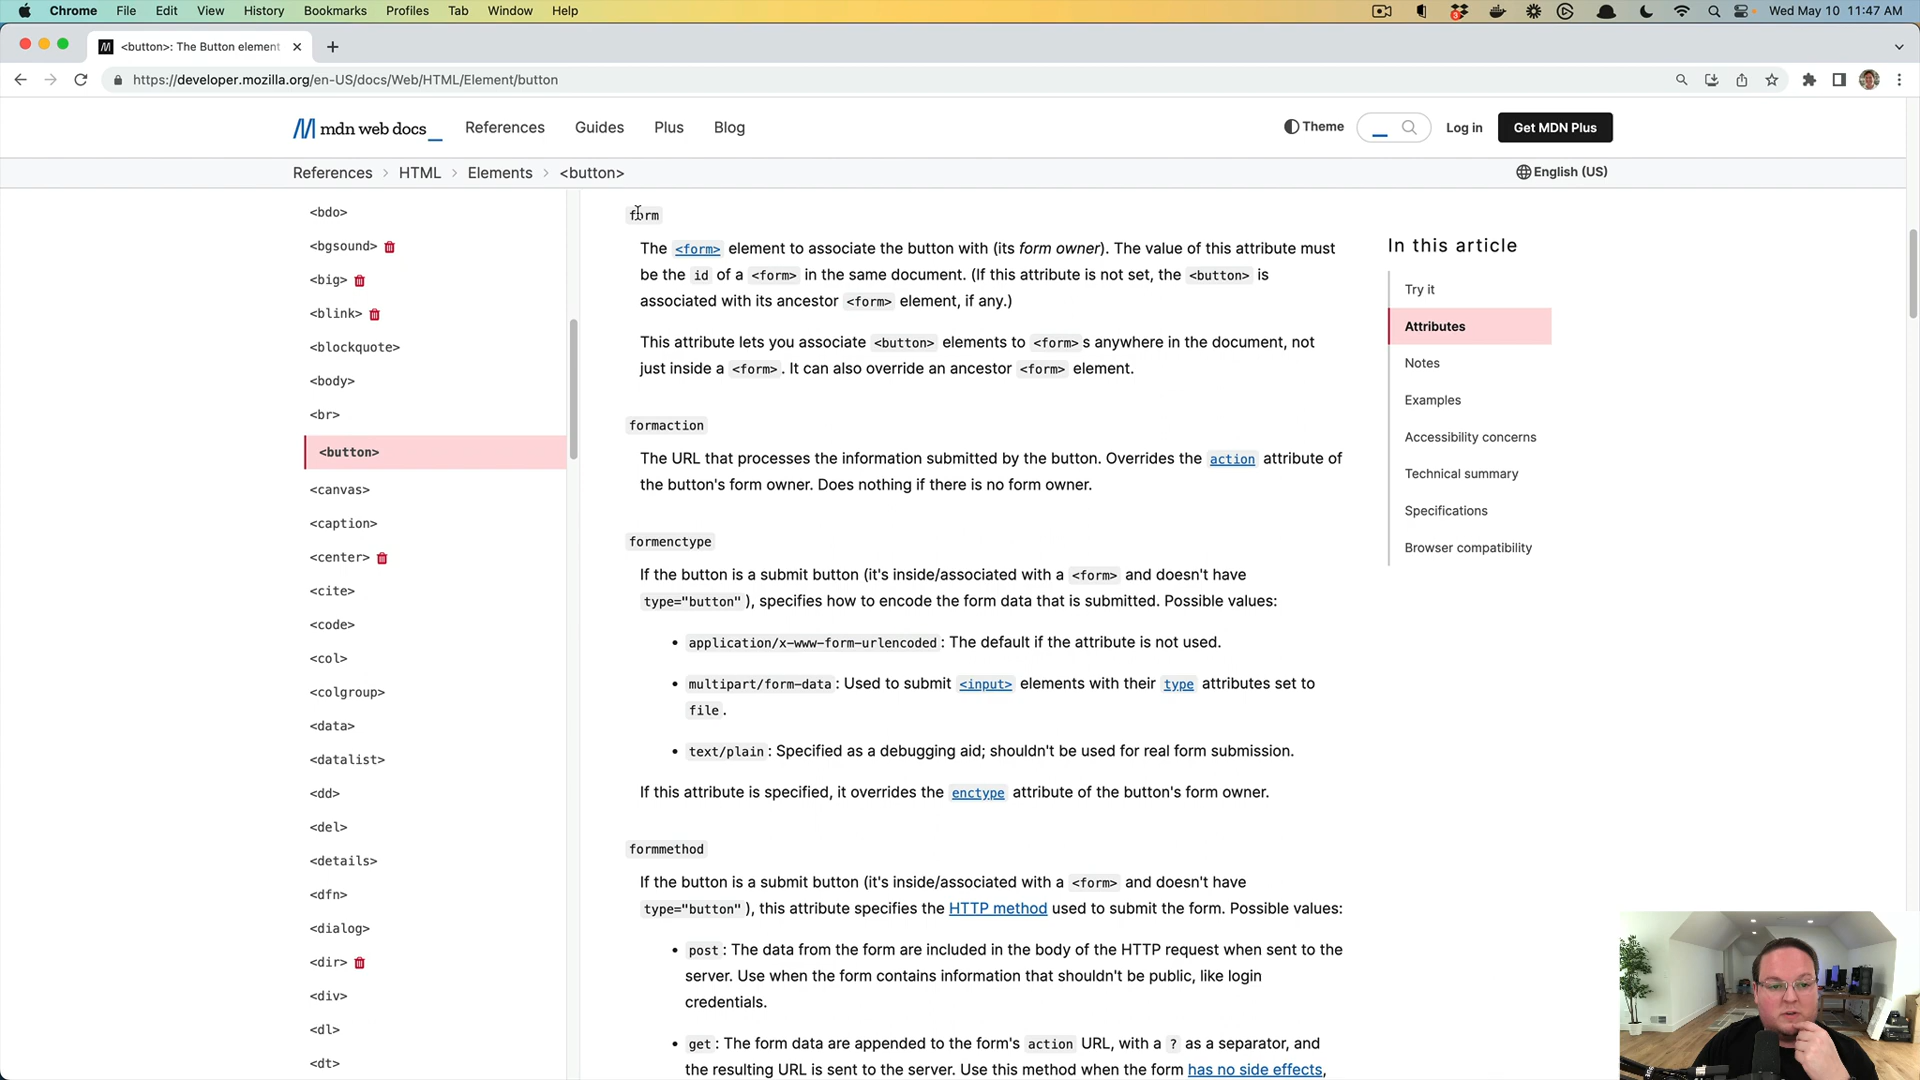 Chrome File Edit View History Bookmarks Profiles Tab Window Help
3
Wed May 10 11:47 AM
<button>: The Button element
https://developer.mozilla.org/en-US/docs/Web/HTML/Element/button
mdn web docs_ References Guides Plus Blog
Theme Log in Get MDN Plus
References > HTML > Elements > <button>
English (US)
<bdo>
<bgsound>
<big>
<blink>
<blockquote>
<body>
<br>
<button>
<canvas>
<caption>
<center>
<cite>
<code>
<col>
<colgroup>
<data>
<datalist>
<dd>
<del>
<details>
<dfn>
<dialog>
<dir>
<div>
<dl>
<dt>
form
The <form> element to associate the button with (its form owner). The value of this attribute must
be the id of a <form> in the same document. (If this attribute is not set, the <button> is
associated with its ancestor <form> element, if any.)
This attribute lets you associate <button> elements to <form>s anywhere in the document, not
just inside a <form>. It can also override an ancestor <form> element.
formaction
The URL that processes the information submitted by the button. Overrides the action attribute of
the button's form owner. Does nothing if there is no form owner.
formenctype
If the button is a submit button (it's inside/associated with a <form> and doesn't have
type="button"), specifies how to encode the form data that is submitted. Possible values:
• application/x-www-form-urlencoded: The default if the attribute is not used.
• multipart/form-data: Used to submit <input> elements with their type attributes set to
file.
• text/plain: Specified as a debugging aid; shouldn't be used for real form submission.
If this attribute is specified, it overrides the enctype attribute of the button's form owner.
formmethod
If the button is a submit button (it's inside/associated with a <form> and doesn't have
type="button"), this attribute specifies the HTTP method used to submit the form. Possible values:
• post: The data from the form are included in the body of the HTTP request when sent to the
server. Use when the form contains information that shouldn't be public, like login
credentials.
• get: The form data are appended to the form's action URL, with a ? as a separator, and
the resulting URL is sent to the server. Use this method when the form has no side effects,
In this article
Try it
Attributes
Notes
Examples
Accessibility concerns
Technical summary
Specifications
Browser compatibility